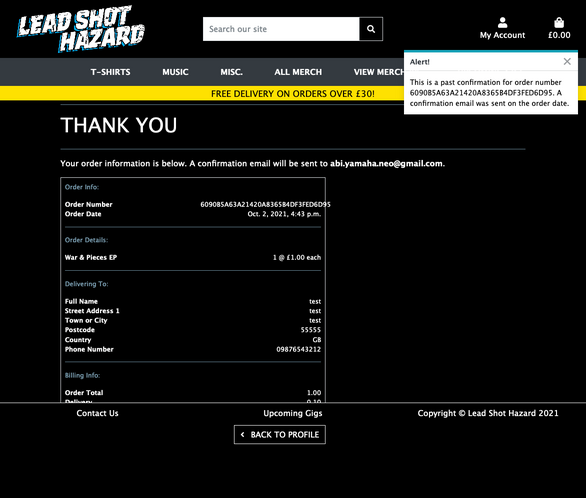 LEAD SHOT
HAZARD
Search our site
My Account
£0.00
T-SHIRTS MUSIC MISC. ALL MERCH VIEW MERCH
FREE DELIVERY ON ORDERS OVER £30!
Alert!
This is a past confirmation for order number
6090B5A63A21420A8365B4DF3FED6D95. A
confirmation email was sent on the order date.
THANK YOU
Your order information is below. A confirmation email will be sent to abi.yamaha.neo@gmail.com.
Order Info:
Order Number 6090B5A63A21420A8365B4DF3FED6D95
Order Date Oct. 2, 2021, 4:43 p.m.
Order Details:
War & Pieces EP 1 @ £1.00 each
Delivering To:
Full Name test
Street Address 1 test
Town or City test
Postcode 55555
Country GB
Phone Number 09876543212
Billing Info:
Order Total 1.00
Delivery 0.10
Contact Us Upcoming Gigs Copyright © Lead Shot Hazard 2021
BACK TO PROFILE